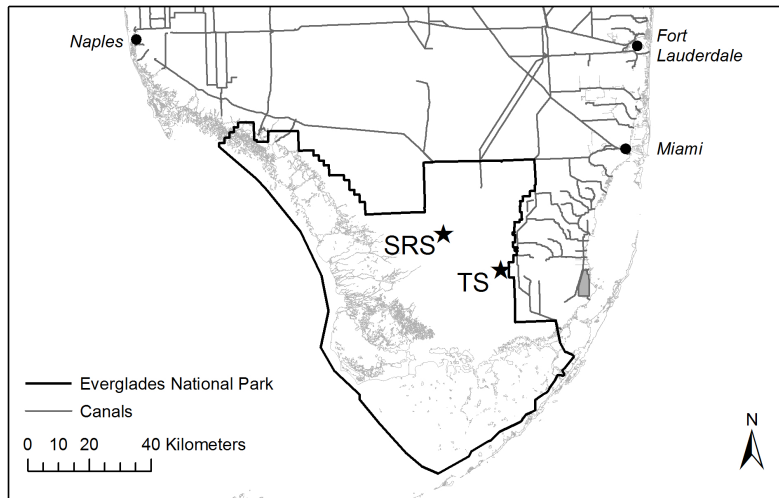 Naples
Fort
Lauderdale
Miami
SRS
TS
Everglades National Park
Canals
0 10 20 40 Kilometers
N